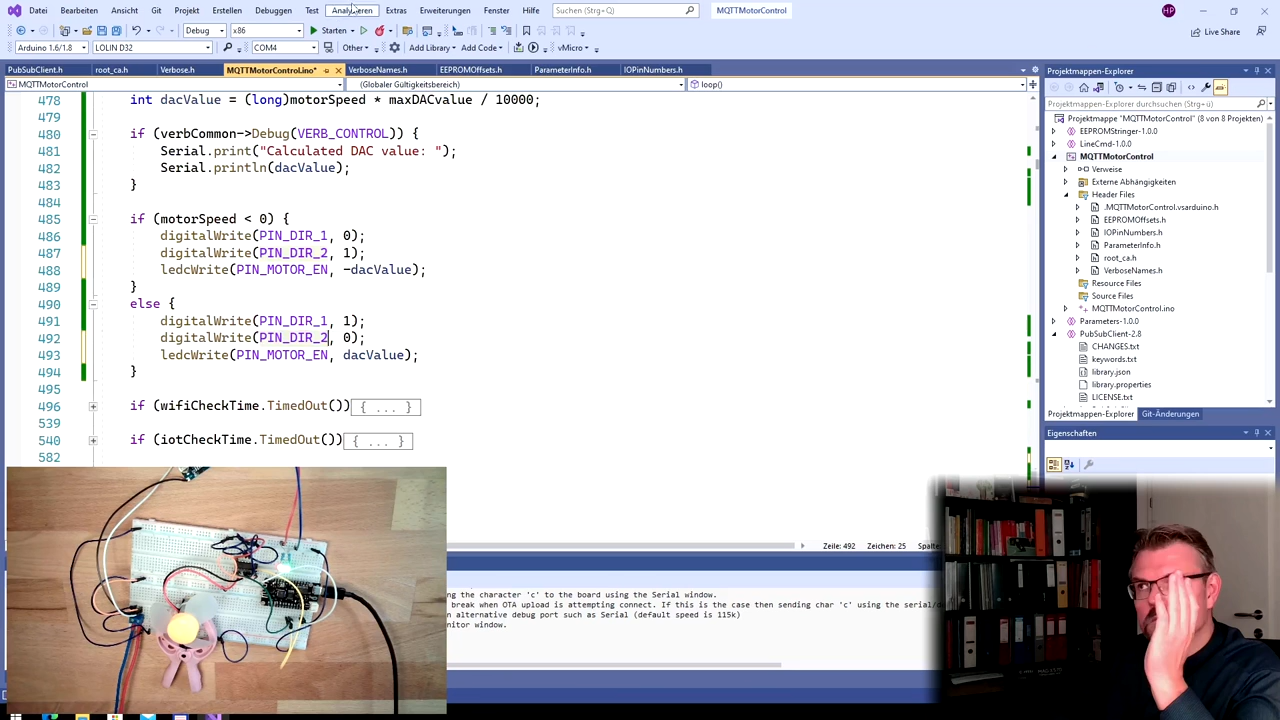 Datei Bearbeiten Ansicht Git Projekt Erstellen Debuggen Test Analysieren Extras Erweiterungen Fenster Hilfe Suchen (Strg+Q) MQTTMotorControl HP
Debug x86 Starten Live Share
Arduino 1.6/1.8 LOLIN D32 COM4 Other Add Library Add Code vMicro
PubSubClient.h root_ca.h Verbose.h MQTTMotorControl.ino* VerboseNames.h EEPROMOffsets.h ParameterInfo.h IOPinNumbers.h
MQTTMotorControl (Globaler Gültigkeitsbereich) loop()
478 int dacValue = (long)motorSpeed * maxDACvalue / 10000;
479
480 if (verbCommon->Debug(VERB_CONTROL)) {
481 Serial.print("Calculated DAC value: ");
482 Serial.println(dacValue);
483 }
484
485 if (motorSpeed < 0) {
486 digitalWrite(PIN_DIR_1, 0);
487 digitalWrite(PIN_DIR_2, 1);
488 ledcWrite(PIN_MOTOR_EN, -dacValue);
489 }
490 else {
491 digitalWrite(PIN_DIR_1, 1);
492 digitalWrite(PIN_DIR_2, 0);
493 ledcWrite(PIN_MOTOR_EN, dacValue);
494 }
495
496 if (wifiCheckTime.TimedOut()){ ... }
539
540 if (iotCheckTime.TimedOut()){ ... }
582
Zeile: 492 Zeichen: 25 Spalte
ng the character 'c' to the board using the Serial window.
break when OTA upload is attempting connect. If this is the case then sending char 'c' using the serial/de
n alternative debug port such as Serial (default speed is 115k)
nitor window.
Projektmappen-Explorer
Projektmappen-Explorer durchsuchen (Strg+ü)
Projektmappe "MQTTMotorControl" (8 von 8 Projekten)
EEPROMStringer-1.0.0
LineCmd-1.0.0
MQTTMotorControl
Verweise
Externe Abhängigkeiten
Header Files
.MQTTMotorControl.vsarduino.h
EEPROMOffsets.h
IOPinNumbers.h
ParameterInfo.h
root_ca.h
VerboseNames.h
Resource Files
Source Files
MQTTMotorControl.ino
Parameters-1.0.0
PubSubClient-2.8
CHANGES.txt
keywords.txt
library.json
library.properties
LICENSE.txt
Projektmappen-Explorer Git-Änderungen
Eigenschaften